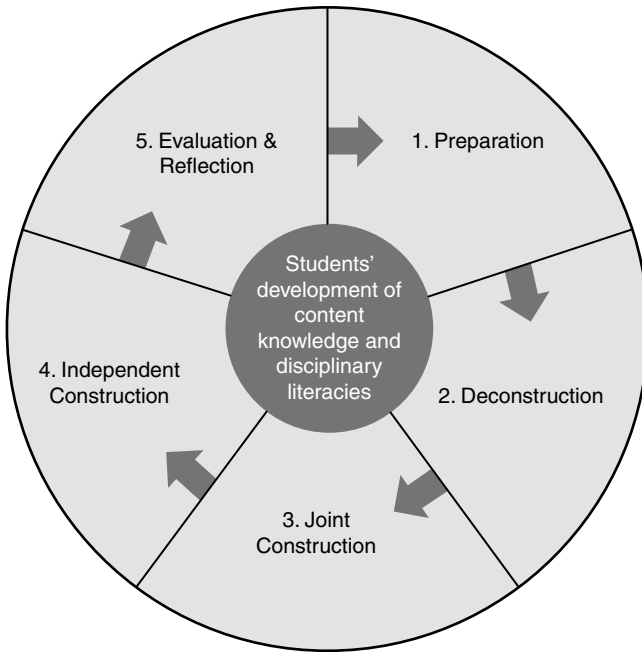 1. Preparation
2. Deconstruction
3. Joint
Construction
4. Independent
Construction
5. Evaluation &
Reflection
Students’
development of
content
knowledge and
disciplinary
literacies